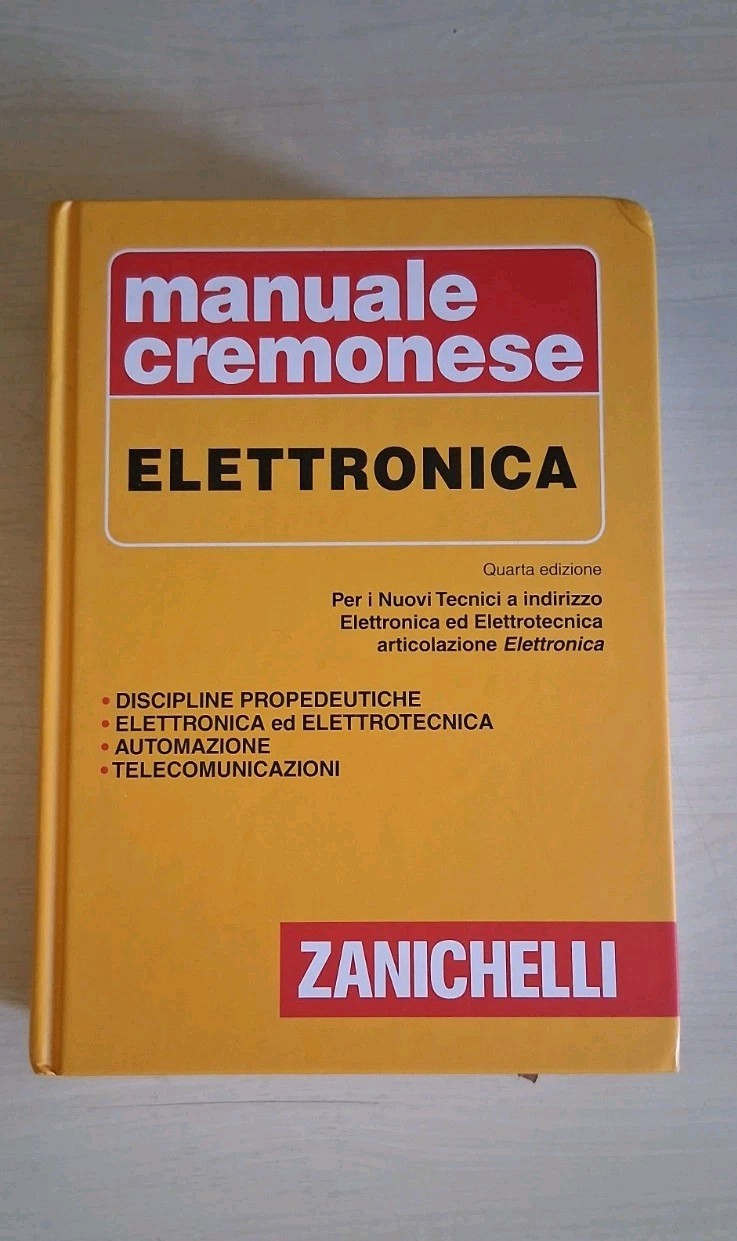 manuale
cremonese
ELETTRONICA
Quarta edizione
Per i Nuovi Tecnici a indirizzo
Elettronica ed Elettrotecnica
articolazione Elettronica
• DISCIPLINE PROPEDEUTICHE
• ELETTRONICA ed ELETTROTECNICA
• AUTOMAZIONE
• TELECOMUNICAZIONI
ZANICHELLI